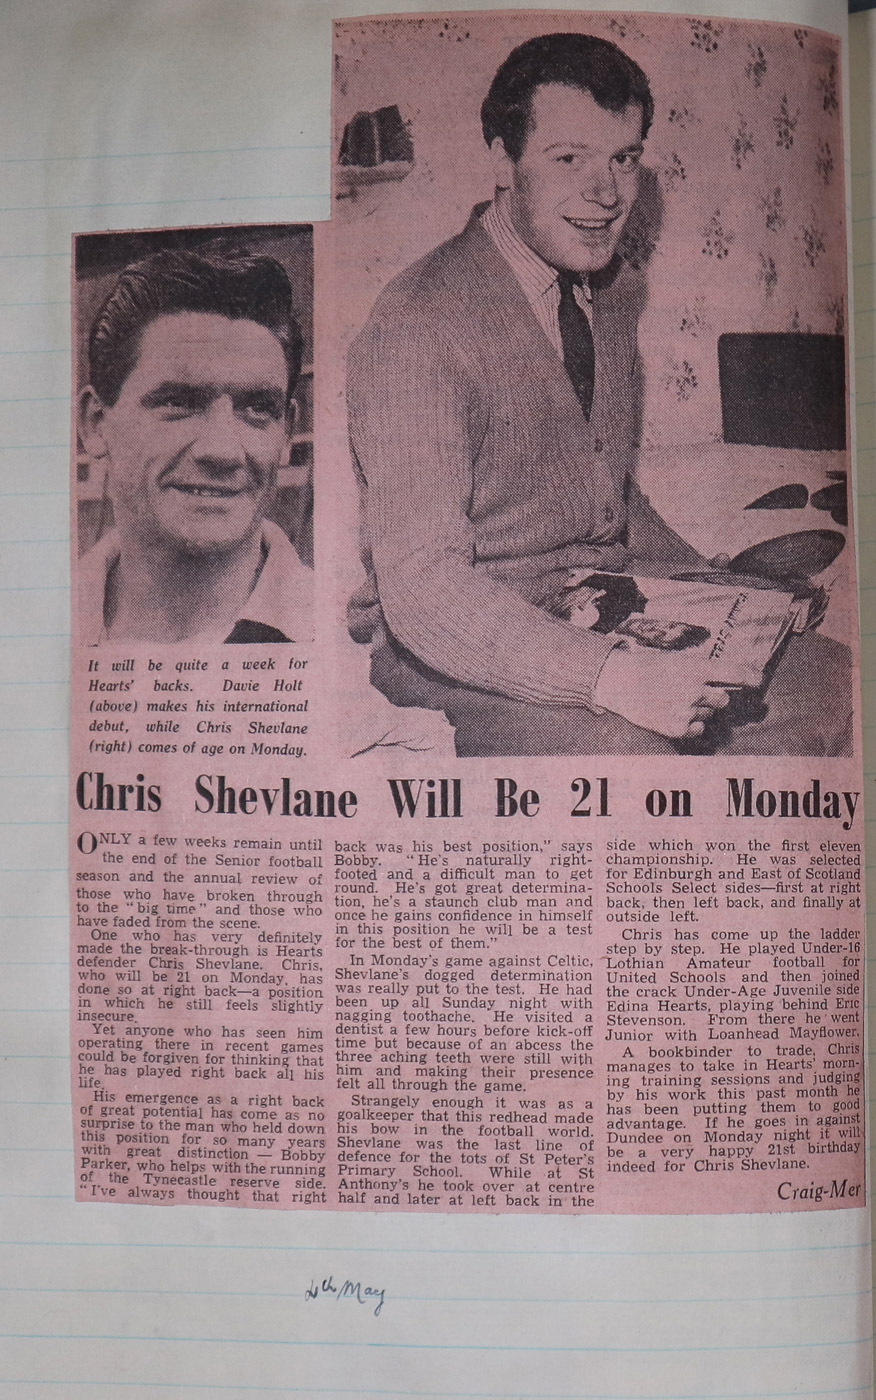 It will be quite a week for
Hearts' backs. Davie Holt
(above) makes his international
debut, while Chris Shevlane
(right) comes of age on Monday.
Chris Shevlane Will Be 21 on Monday
ONLY a few weeks remain until
the end of the Senior football
season and the annual review of
those who have broken through
to the "big time" and those who
have faded from the scene.
One who has very definitely
made the break-through is Hearts
defender Chris Shevlane. Chris,
who will be 21 on Monday, has
done so at right back—a position
in which he still feels slightly
insecure.
Yet anyone who has seen him
operating there in recent games
could be forgiven for thinking that
he has played right back all his
life.
His emergence as a right back
of great potential has come as no
surprise to the man who held down
this position for so many years
with great distinction — Bobby
Parker, who helps with the running
of the Tynecastle reserve side.
"I've always thought that right
back was his best position," says
Bobby. "He's naturally right-
footed and a difficult man to get
round. He's got great determina-
tion, he's a staunch club man and
once he gains confidence in himself
in this position he will be a test
for the best of them."
In Monday's game against Celtic,
Shevlane's dogged determination
was really put to the test. He had
been up all Sunday night with
nagging toothache. He visited a
dentist a few hours before kick-off
time but because of an abcess the
three aching teeth were still with
him and making their presence
felt all through the game.
Strangely enough it was as a
goalkeeper that this redhead made
his bow in the football world.
Shevlane was the last line of
defence for the tots of St Peter's
Primary School. While at St
Anthony's he took over at centre
half and later at left back in the
side which won the first eleven
championship. He was selected
for Edinburgh and East of Scotland
Schools Select sides—first at right
back, then left back, and finally at
outside left.
Chris has come up the ladder
step by step. He played Under-16
Lothian Amateur football for
United Schools and then joined
the crack Under-Age Juvenile side
Edina Hearts, playing behind Eric
Stevenson. From there he went
Junior with Loanhead Mayflower.
A bookbinder to trade, Chris
manages to take in Hearts' morn-
ing training sessions and judging
by his work this past month he
has been putting them to good
advantage. If he goes in against
Dundee on Monday night it will
be a very happy 21st birthday
indeed for Chris Shevlane.
Craig-Mer
4th May